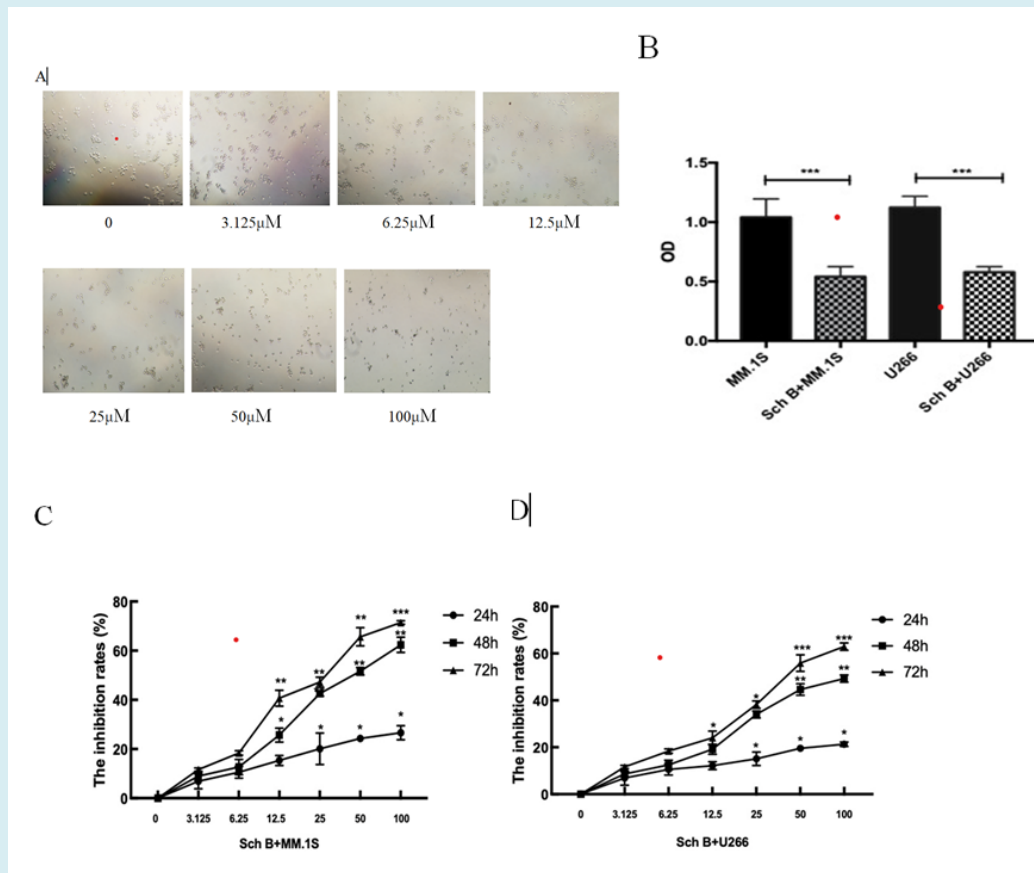 A
0
3.125µM
6.25µM
12.5µM
25µM
50µM
100µM
B
1.5
1.0
0.5
0.0
OD
***
***
MM.1S
Sch B+MM.1S
U266
Sch B+U266
C
80
60
40
20
0
The inhibition rates (%)
** ***
**
** **
**
*
* * *
24h
48h
72h
0 3.125 6.25 12.5 25 50 100
Sch B+MM.1S
D
80
60
40
20
0
The inhibition rates (%)
*** ***
** **
* *
* * *
24h
48h
72h
0 3.125 6.25 12.5 25 50 100
Sch B+U266